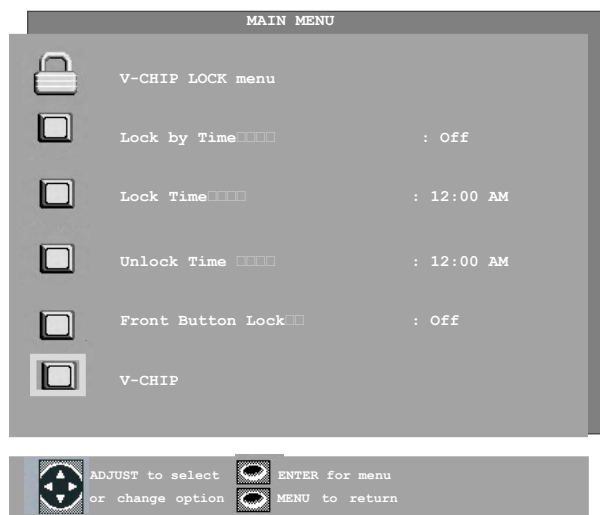 MAIN MENU
V-CHIP LOCK menu
Lock by Time□□□□ : Off
Lock Time□□□□ : 12:00 AM
Unlock Time □□□□ : 12:00 AM
Front Button Lock□□ : Off
V-CHIP
ADJUST to select ENTER for menu
or change option MENU to return